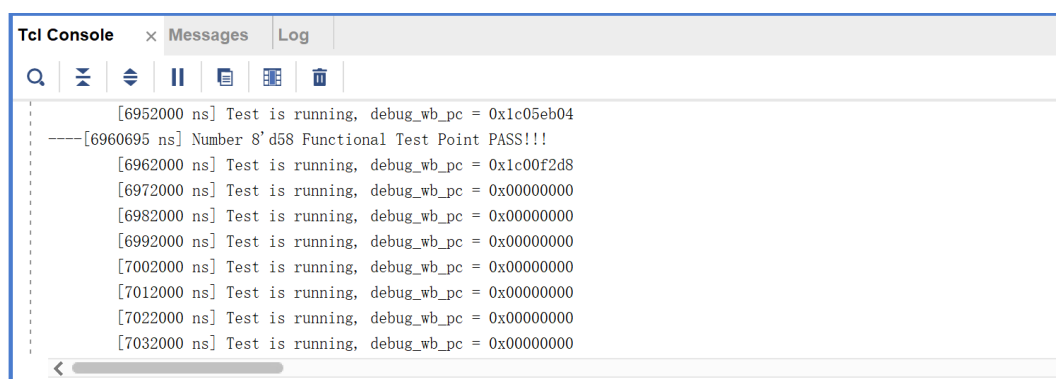 Tcl Console × Messages Log
[6952000 ns] Test is running, debug_wb_pc = 0x1c05eb04
----[6960695 ns] Number 8'd58 Functional Test Point PASS!!!
[6962000 ns] Test is running, debug_wb_pc = 0x1c00f2d8
[6972000 ns] Test is running, debug_wb_pc = 0x00000000
[6982000 ns] Test is running, debug_wb_pc = 0x00000000
[6992000 ns] Test is running, debug_wb_pc = 0x00000000
[7002000 ns] Test is running, debug_wb_pc = 0x00000000
[7012000 ns] Test is running, debug_wb_pc = 0x00000000
[7022000 ns] Test is running, debug_wb_pc = 0x00000000
[7032000 ns] Test is running, debug_wb_pc = 0x00000000